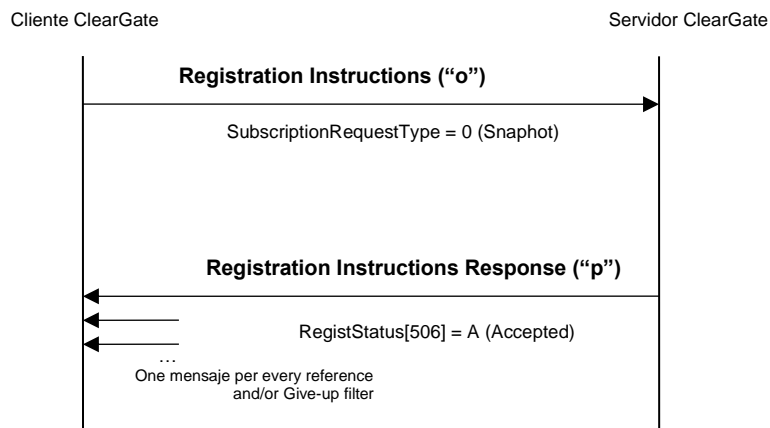 Cliente ClearGate
Servidor ClearGate
Registration Instructions (“o”)
SubscriptionRequestType = 0 (Snaphot)
Registration Instructions Response (“p”)
RegistStatus[506] = A (Accepted)
…
One mensaje per every reference
and/or Give-up filter